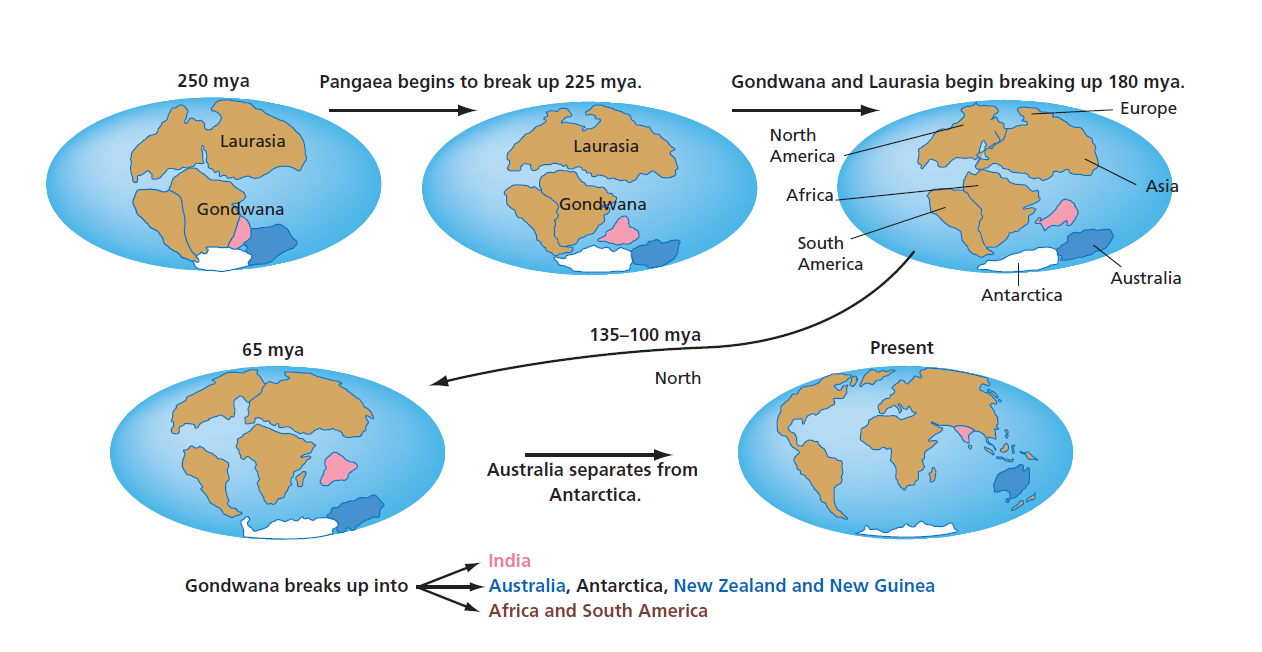 250 mya
Pangaea begins to break up 225 mya.
Gondwana and Laurasia begin breaking up 180 mya.
Laurasia
Gondwana
Laurasia
Gondwana
North
America
Europe
Africa
Asia
South
America
Antarctica
Australia
135–100 mya
65 mya
North
Present
Australia separates from
Antarctica.
Gondwana breaks up into
India
Australia, Antarctica, New Zealand and New Guinea
Africa and South America